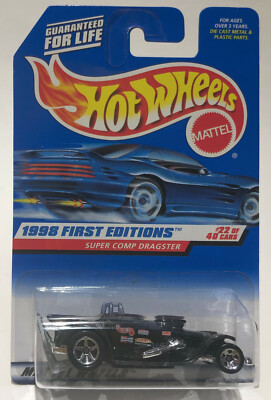 GUARANTEED
FOR LIFE
FOR AGES
OVER 3 YEARS.
DIE CAST METAL &
PLASTIC PARTS.
HOT WHEELS
MATTEL
1998 FIRST EDITIONS™
#22 OF
40 CARS
SUPER COMP DRAGSTER